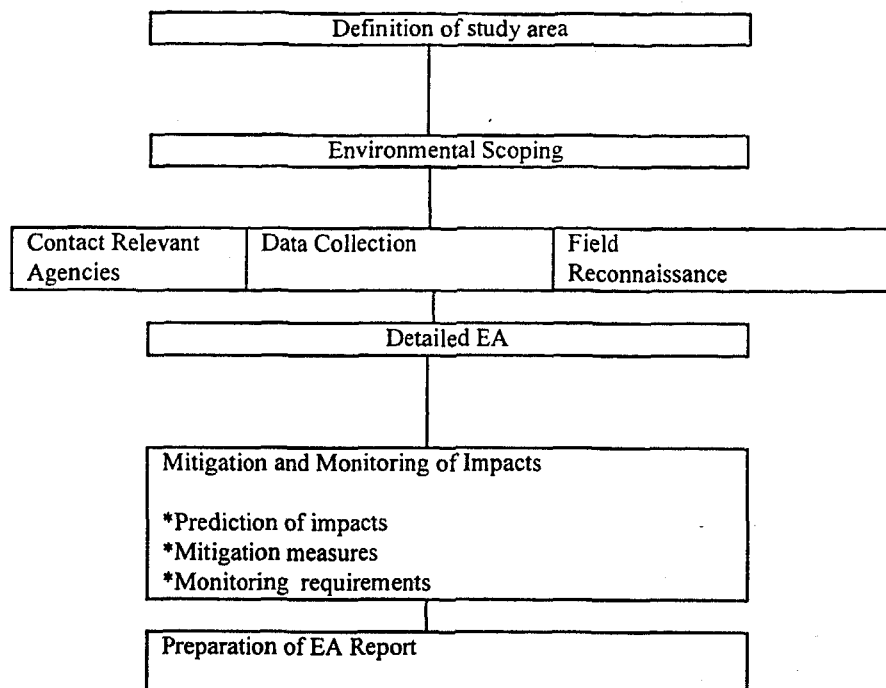 Definition of study area
Environmental Scoping
Contact Relevant
Agencies
Data Collection
Field
Reconnaissance
Detailed EA
Mitigation and Monitoring of Impacts
*Prediction of impacts
*Mitigation measures
*Monitoring requirements
Preparation of EA Report